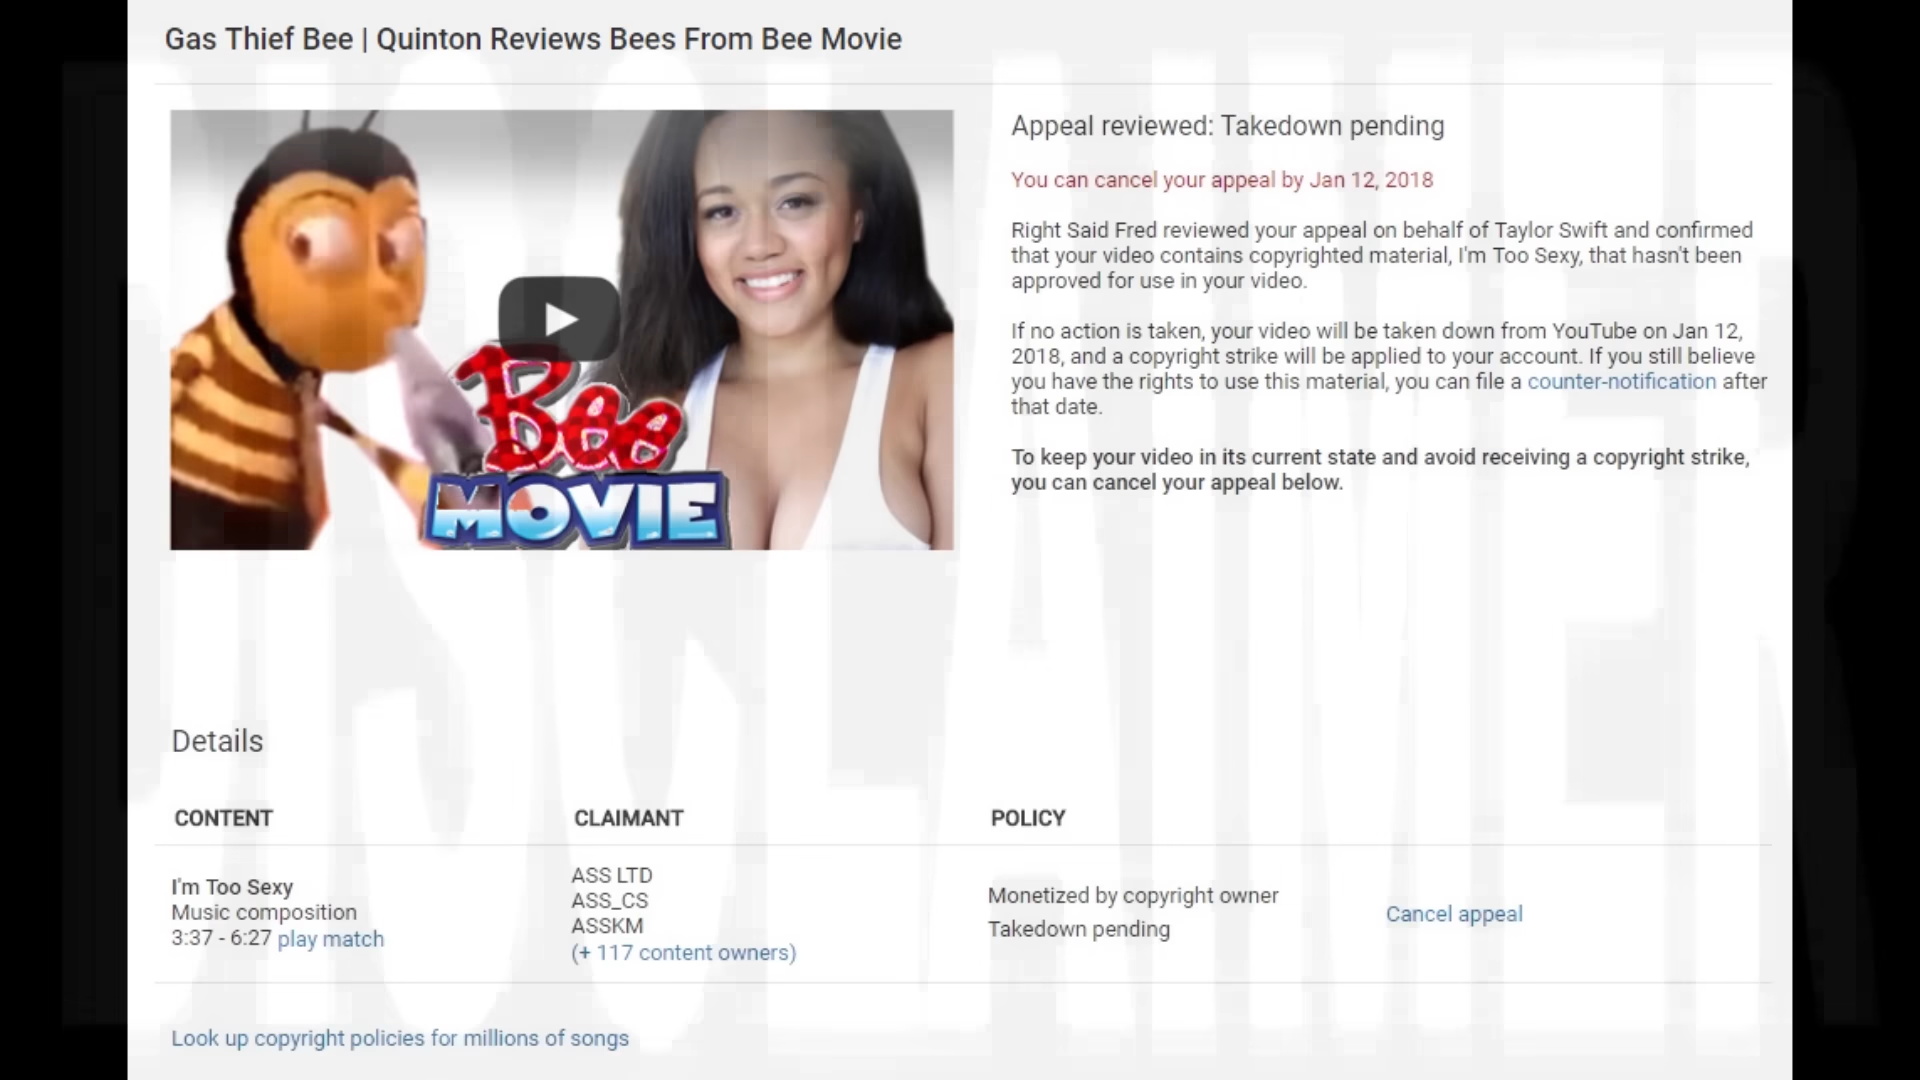 Gas Thief Bee | Quinton Reviews Bees From Bee Movie
Bee
MOVIE
Appeal reviewed: Takedown pending
You can cancel your appeal by Jan 12, 2018
Right Said Fred reviewed your appeal on behalf of Taylor Swift and confirmed
that your video contains copyrighted material, I'm Too Sexy, that hasn't been
approved for use in your video.
If no action is taken, your video will be taken down from YouTube on Jan 12,
2018, and a copyright strike will be applied to your account. If you still believe
you have the rights to use this material, you can file a counter-notification after
that date.
To keep your video in its current state and avoid receiving a copyright strike,
you can cancel your appeal below.
DISCLAIMER
Details
CONTENT CLAIMANT POLICY
I'm Too Sexy
Music composition
3:37 - 6:27 play match
ASS LTD
ASS_CS
ASSKM
(+ 117 content owners)
Monetized by copyright owner
Takedown pending
Cancel appeal
Look up copyright policies for millions of songs